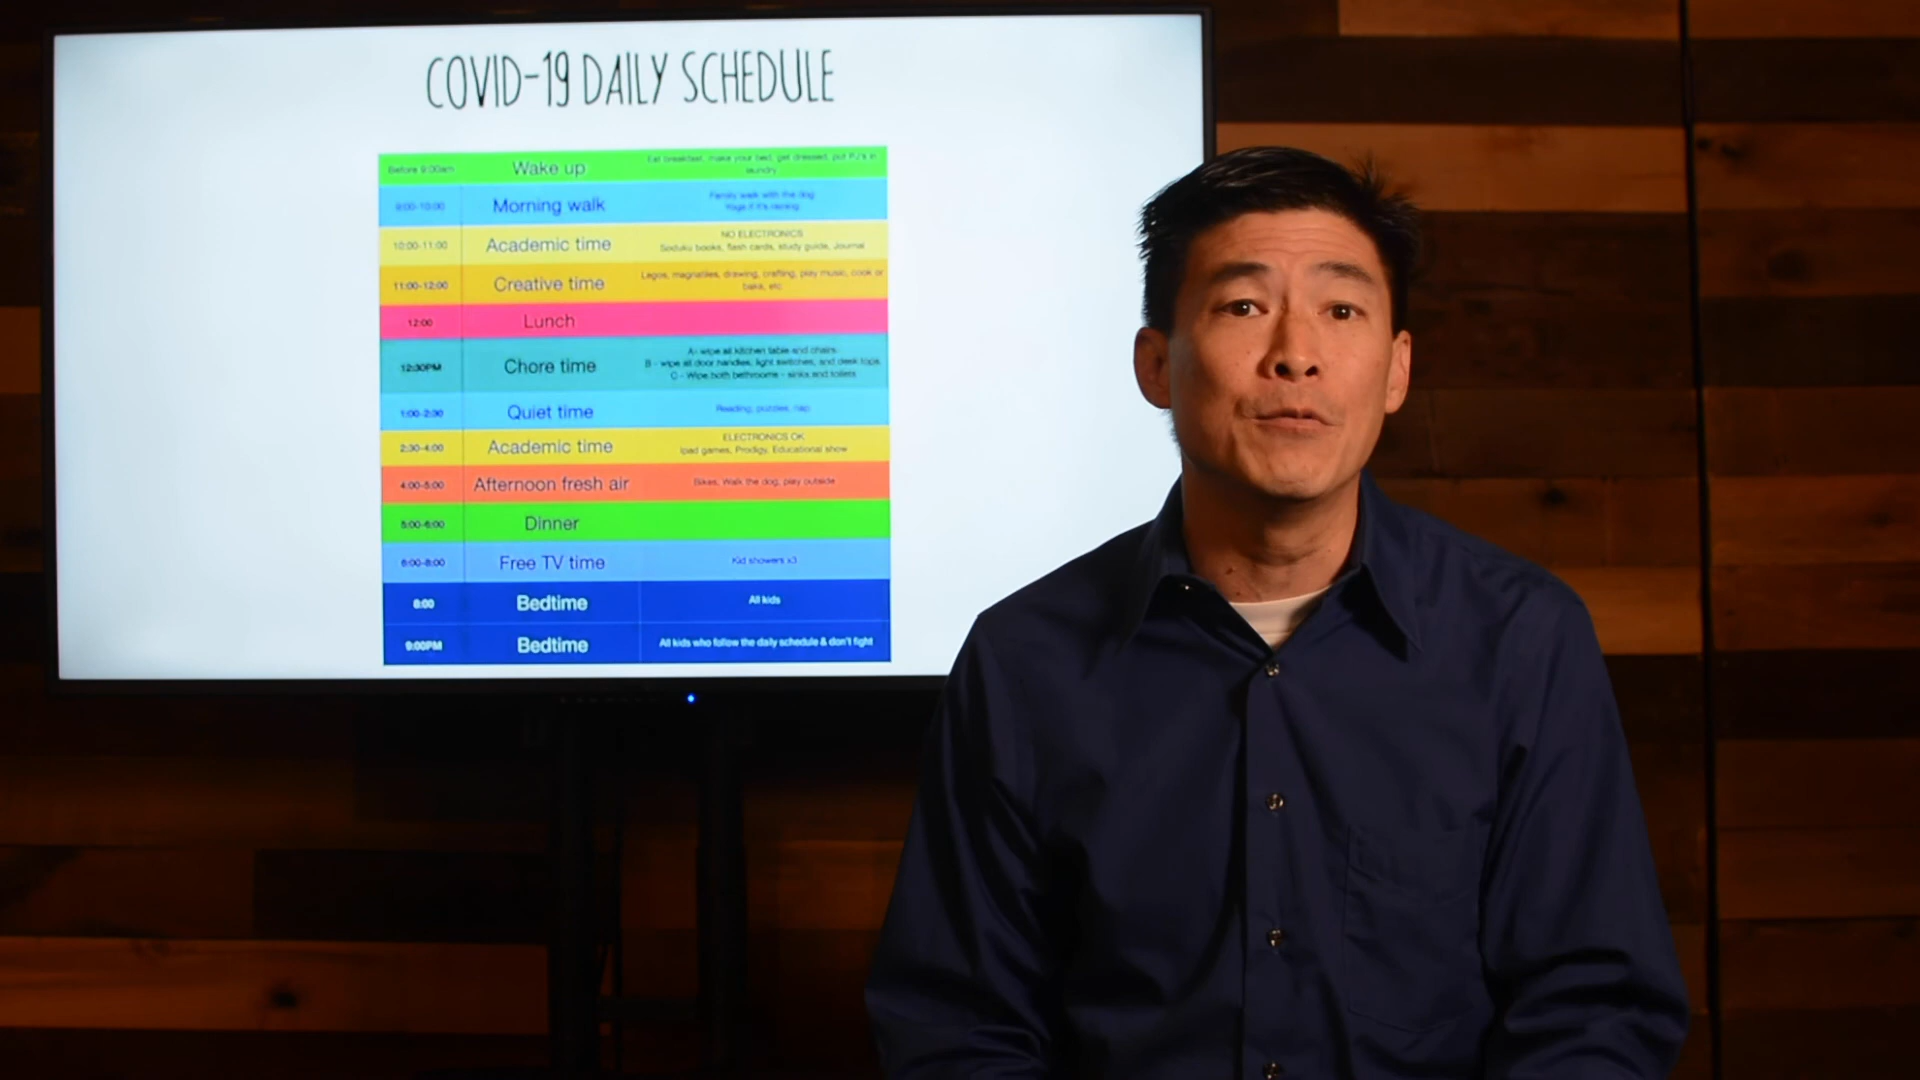 COVID-19 DAILY SCHEDULE
Before 9:00am Wake up Eat breakfast, make your bed, get dressed, put PJ's in
laundry
9:00-10:00 Morning walk Family walk with the dog
Yoga if it's raining
10:00-11:00 Academic time NO ELECTRONICS
Soduku books, flash cards, study guide, Journal
11:00-12:00 Creative time Legos, magnatiles, drawing, crafting, play music, cook or
bake, etc
12:00 Lunch
12:30PM Chore time A- wipe all kitchen table and chairs
B - wipe all door handles, light switches, and desk tops
C - Wipe both bathrooms - sinks and toilets
1:00-2:30 Quiet time Reading, puzzles, nap
2:30-4:00 Academic time ELECTRONICS OK
Ipad games, Prodigy, Educational show
4:00-5:00 Afternoon fresh air Bikes, Walk the dog, play outside
5:00-6:00 Dinner
6:00-8:00 Free TV time Kid showers x3
8:00 Bedtime All kids
9:00PM Bedtime All kids who follow the daily schedule & don't fight